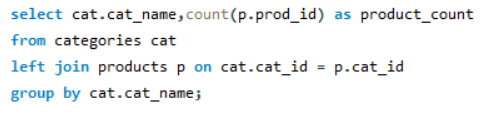 select cat.cat_name,count(p.prod_id) as product_count
from categories cat
left join products p on cat.cat_id = p.cat_id
group by cat.cat_name;